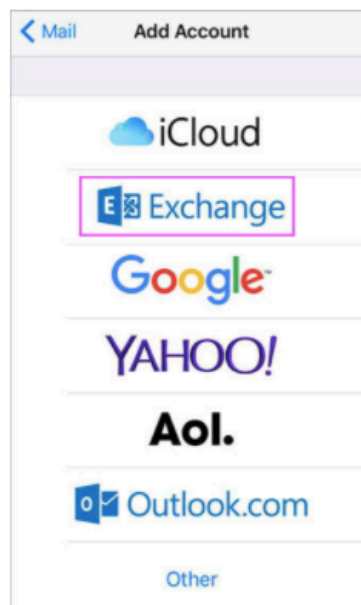 Mail Add Account
iCloud
E Exchange
Google
YAHOO!
Aol.
o Outlook.com
Other